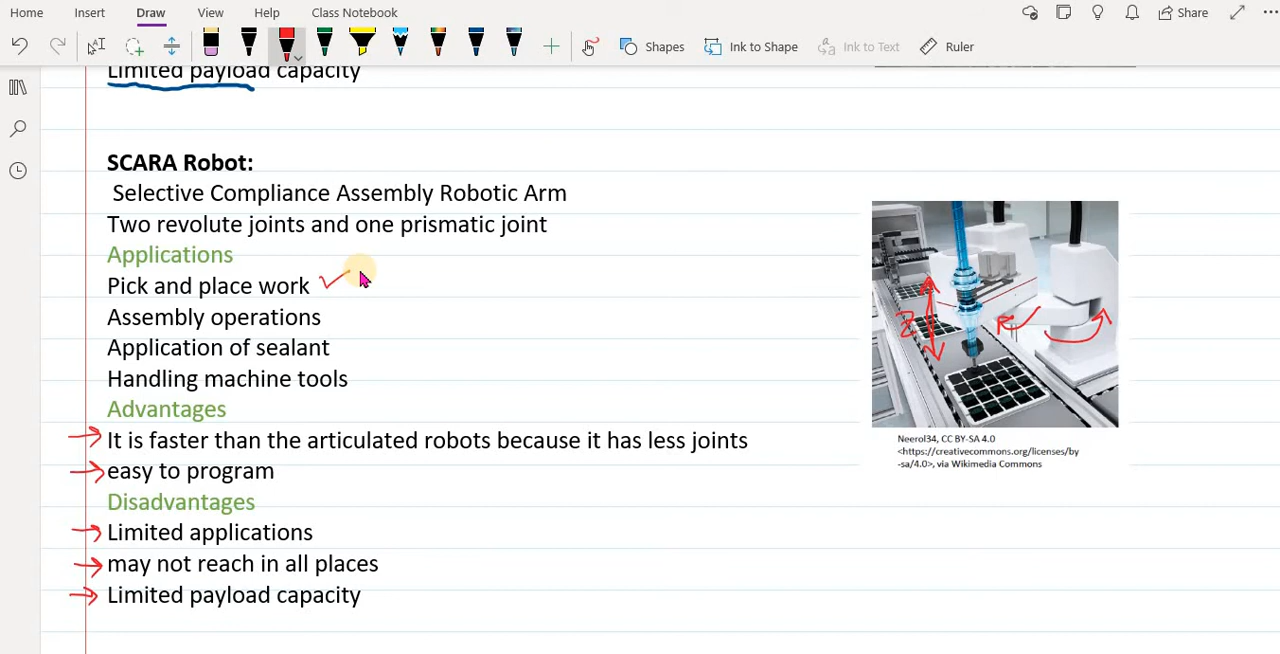 Home Insert Draw View Help Class Notebook Share
Shapes Ink to Shape Ink to Text Ruler
Limited payload capacity
SCARA Robot:
Selective Compliance Assembly Robotic Arm
Two revolute joints and one prismatic joint
Applications
Pick and place work
Assembly operations
Application of sealant
Handling machine tools
Advantages
It is faster than the articulated robots because it has less joints
easy to program
Disadvantages
Limited applications
may not reach in all places
Limited payload capacity
Z
Neerol34, CC BY-SA 4.0
<https://creativecommons.org/licenses/by
-sa/4.0>, via Wikimedia Commons